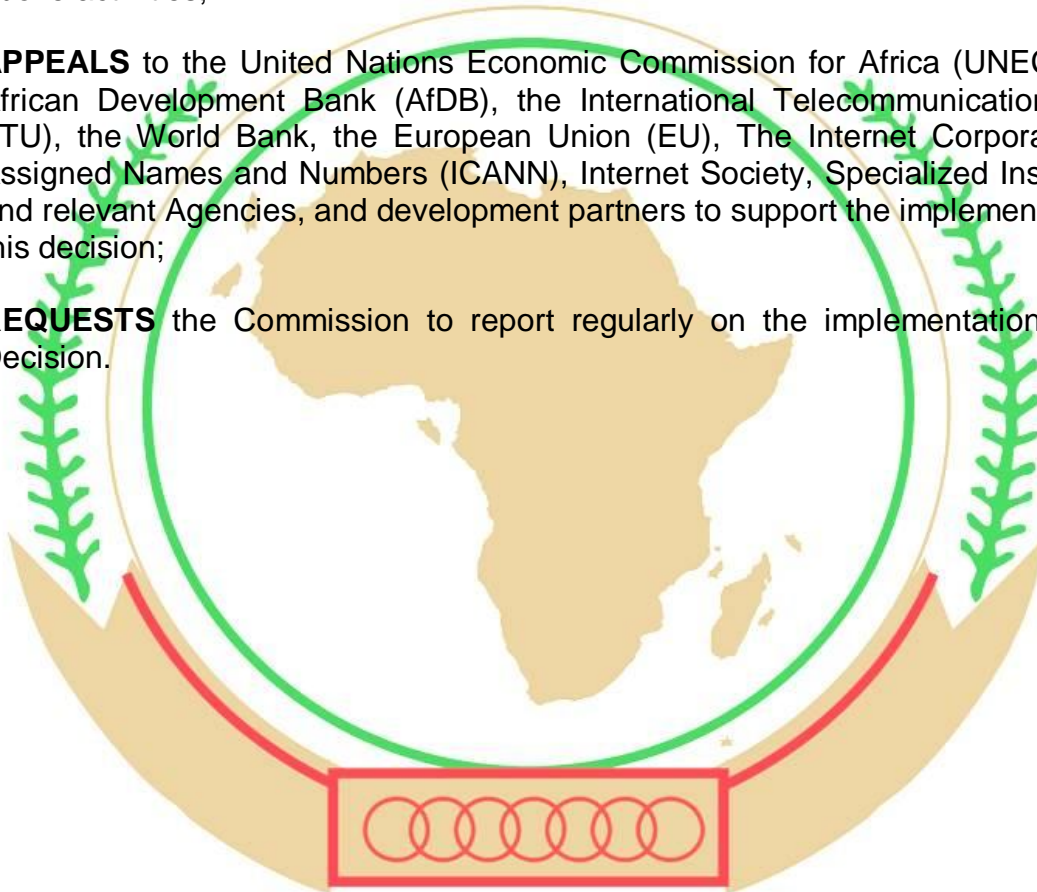 APPEALS to the United Nations Economic Commission for Africa (UNEC
African Development Bank (AfDB), the International Telecommunication
ITU), the World Bank, the European Union (EU), The Internet Corpora
Assigned Names and Numbers (ICANN), Internet Society, Specialized Ins
and relevant Agencies, and development partners to support the implemen
this decision;
REQUESTS the Commission to report regularly on the implementation
Decision.